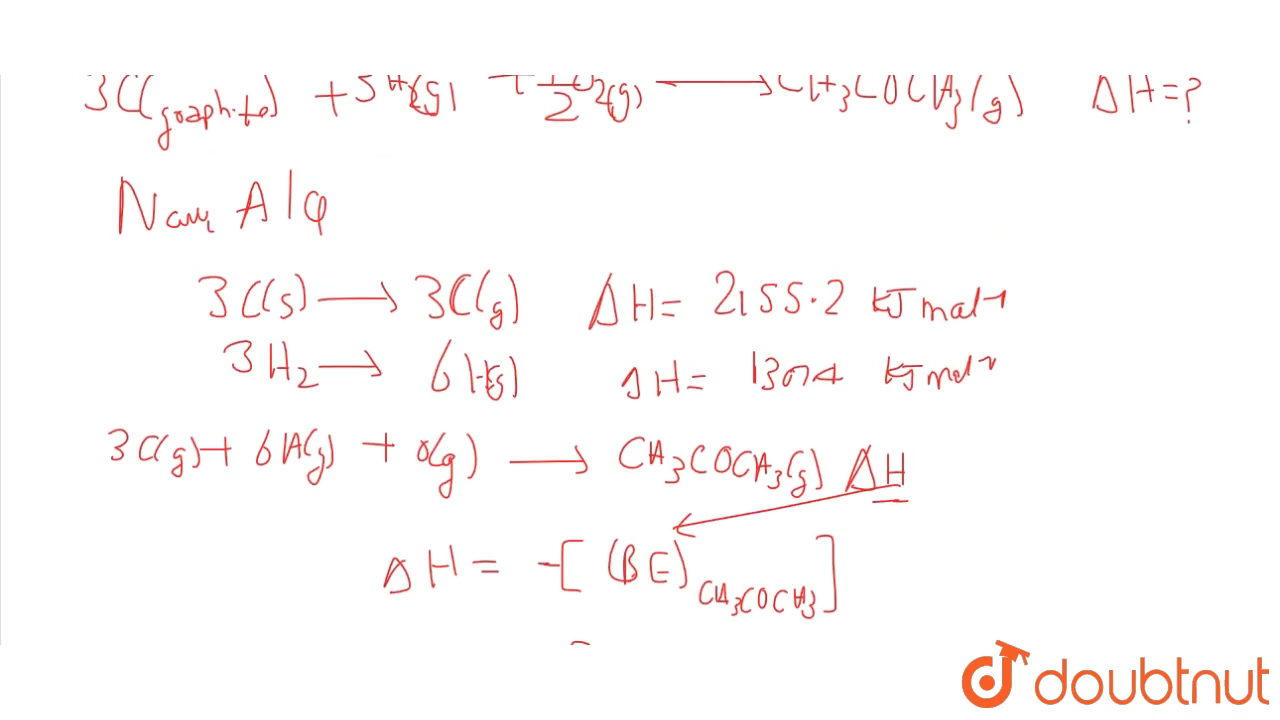 3C(graphite) + 3H2(g) + 1/2 O2(g) ⟶ CH3COCH3(g) ΔH=?
A/q
3C(s) ⟶ 3C(g) ΔH= 2155.2 kJ mol-1
3H2 ⟶ 6H(g) ΔH= 1304 kJ mol-1
3C(g)+ 6H(g) + O(g) ⟶ CH3COCH3(g) ΔH
ΔH = -[ (BE)CH3COCH3 ]
doubtnut